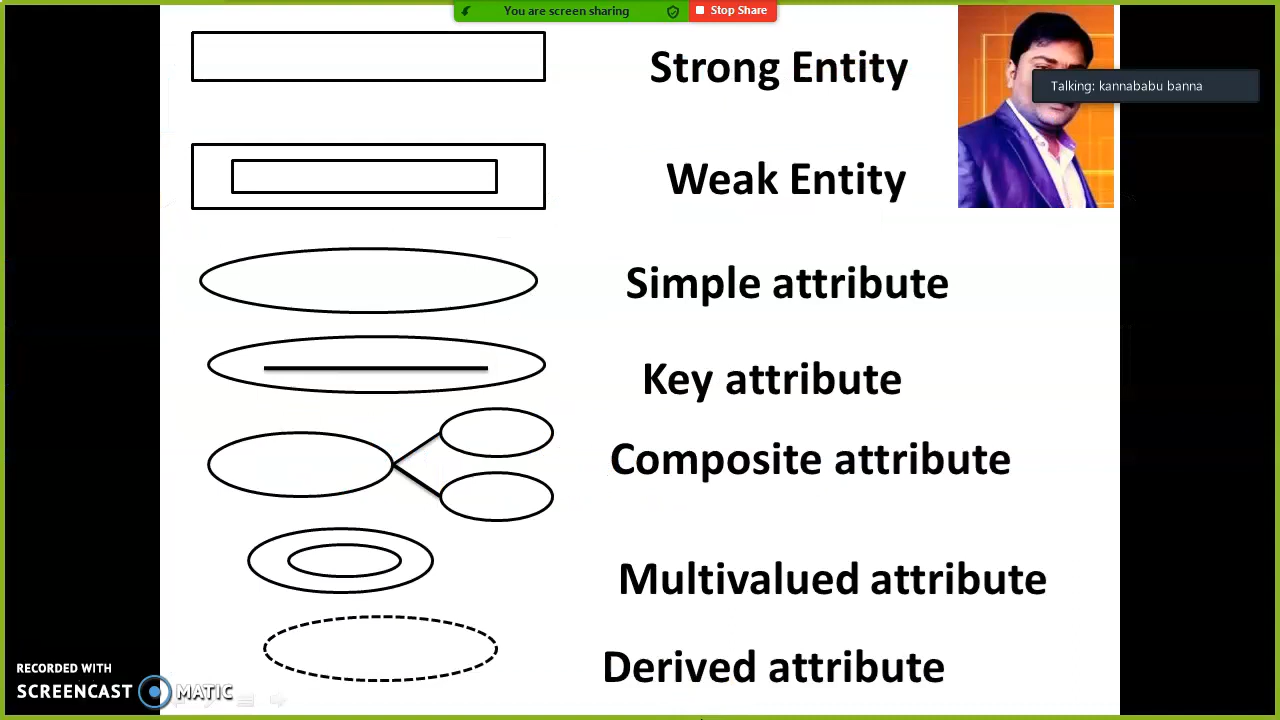 You are screen sharing
Stop Share
Strong Entity
Talking: kannababu banna
Weak Entity
Simple attribute
Key attribute
Composite attribute
Multivalued attribute
Derived attribute
RECORDED WITH
SCREENCAST MATIC